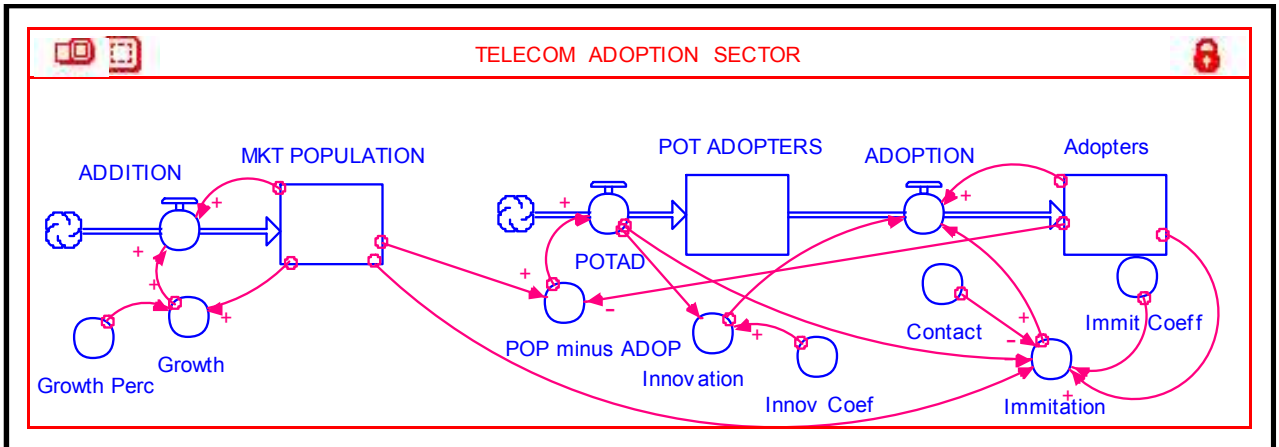 TELECOM ADOPTION SECTOR
ADDITION
MKT POPULATION
POT ADOPTERS
ADOPTION
Adopters
+
+
+
+
+
+
POTAD
+
-
+
+
-
+
Growth Perc
Growth
POP minus ADOP
Innovation
Innov Coef
Contact
Immit Coeff
Immitation